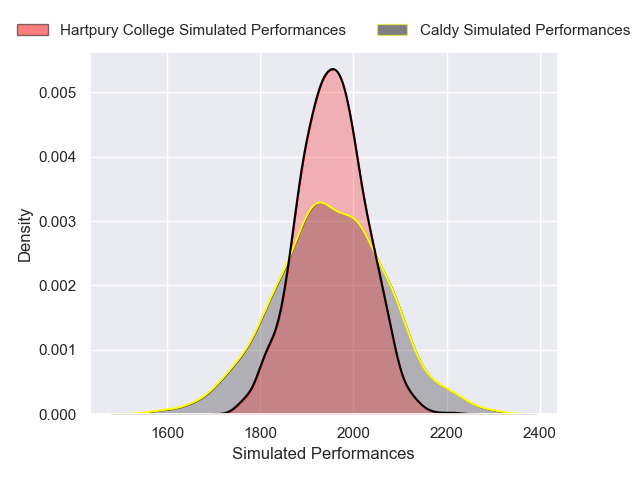 Hartpury College Simulated Performances
Caldy Simulated Performances
0.005
0.004
0.003
0.002
0.001
0.000
Density
1600 1800 2000 2200 2400
Simulated Performances